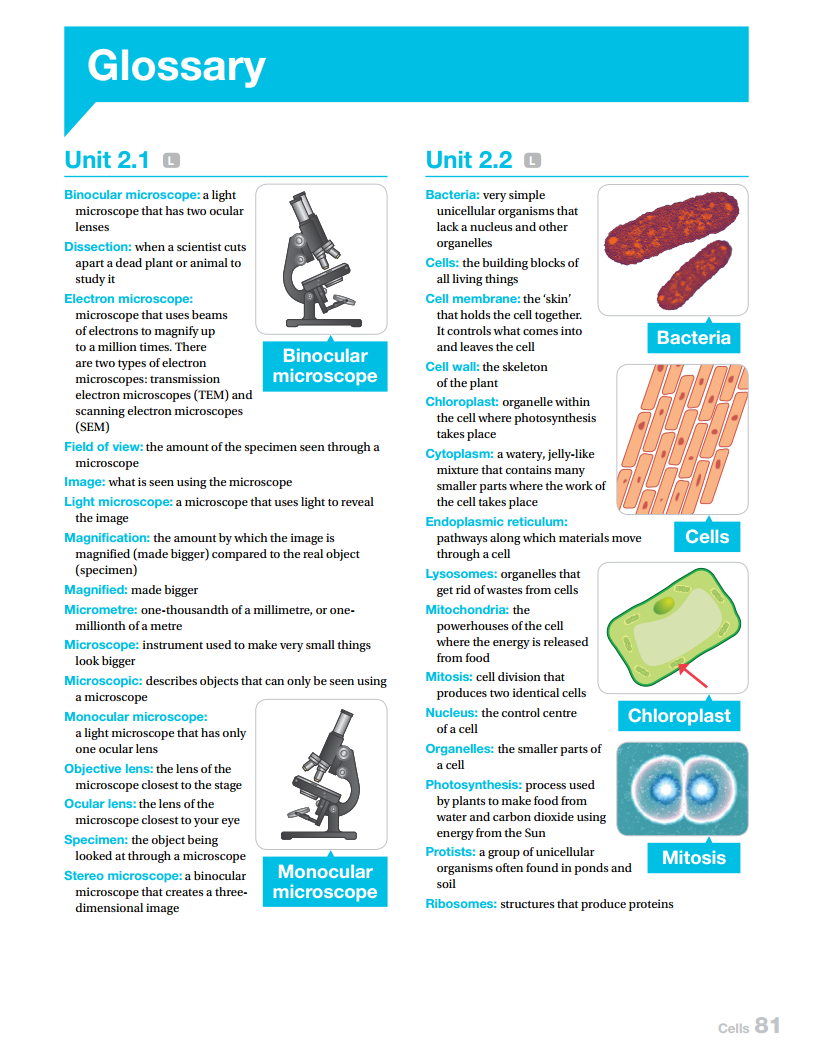 Glossary
Unit 2.1 L
Binocular microscope: a light
microscope that has two ocular
lenses
Dissection: when a scientist cuts
apart a dead plant or animal to
study it
Electron microscope:
microscope that uses beams
of electrons to magnify up
to a million times. There
are two types of electron
microscopes: transmission
electron microscopes (TEM) and
scanning electron microscopes
(SEM)
Binocular
microscope
Field of view: the amount of the specimen seen through a
microscope
Image: what is seen using the microscope
Light microscope: a microscope that uses light to reveal
the image
Magnification: the amount by which the image is
magnified (made bigger) compared to the real object
(specimen)
Magnified: made bigger
Micrometre: one-thousandth of a millimetre, or one-
millionth of a metre
Microscope: instrument used to make very small things
look bigger
Microscopic: describes objects that can only be seen using
a microscope
Monocular microscope:
a light microscope that has only
one ocular lens
Objective lens: the lens of the
microscope closest to the stage
Ocular lens: the lens of the
microscope closest to your eye
Specimen: the object being
looked at through a microscope
Stereo microscope: a binocular
microscope that creates a three-
dimensional image
Monocular
microscope
Unit 2.2 L
Bacteria: very simple
unicellular organisms that
lack a nucleus and other
organelles
Cells: the building blocks of
all living things
Cell membrane: the ‘skin’
that holds the cell together.
It controls what comes into
and leaves the cell
Bacteria
Cell wall: the skeleton
of the plant
Chloroplast: organelle within
the cell where photosynthesis
takes place
Cytoplasm: a watery, jelly-like
mixture that contains many
smaller parts where the work of
the cell takes place
Endoplasmic reticulum:
pathways along which materials move
through a cell
Cells
Lysosomes: organelles that
get rid of wastes from cells
Mitochondria: the
powerhouses of the cell
where the energy is released
from food
Mitosis: cell division that
produces two identical cells
Nucleus: the control centre
of a cell
Chloroplast
Organelles: the smaller parts of
a cell
Photosynthesis: process used
by plants to make food from
water and carbon dioxide using
energy from the Sun
Protists: a group of unicellular
organisms often found in ponds and
soil
Mitosis
Ribosomes: structures that produce proteins
Cells 81